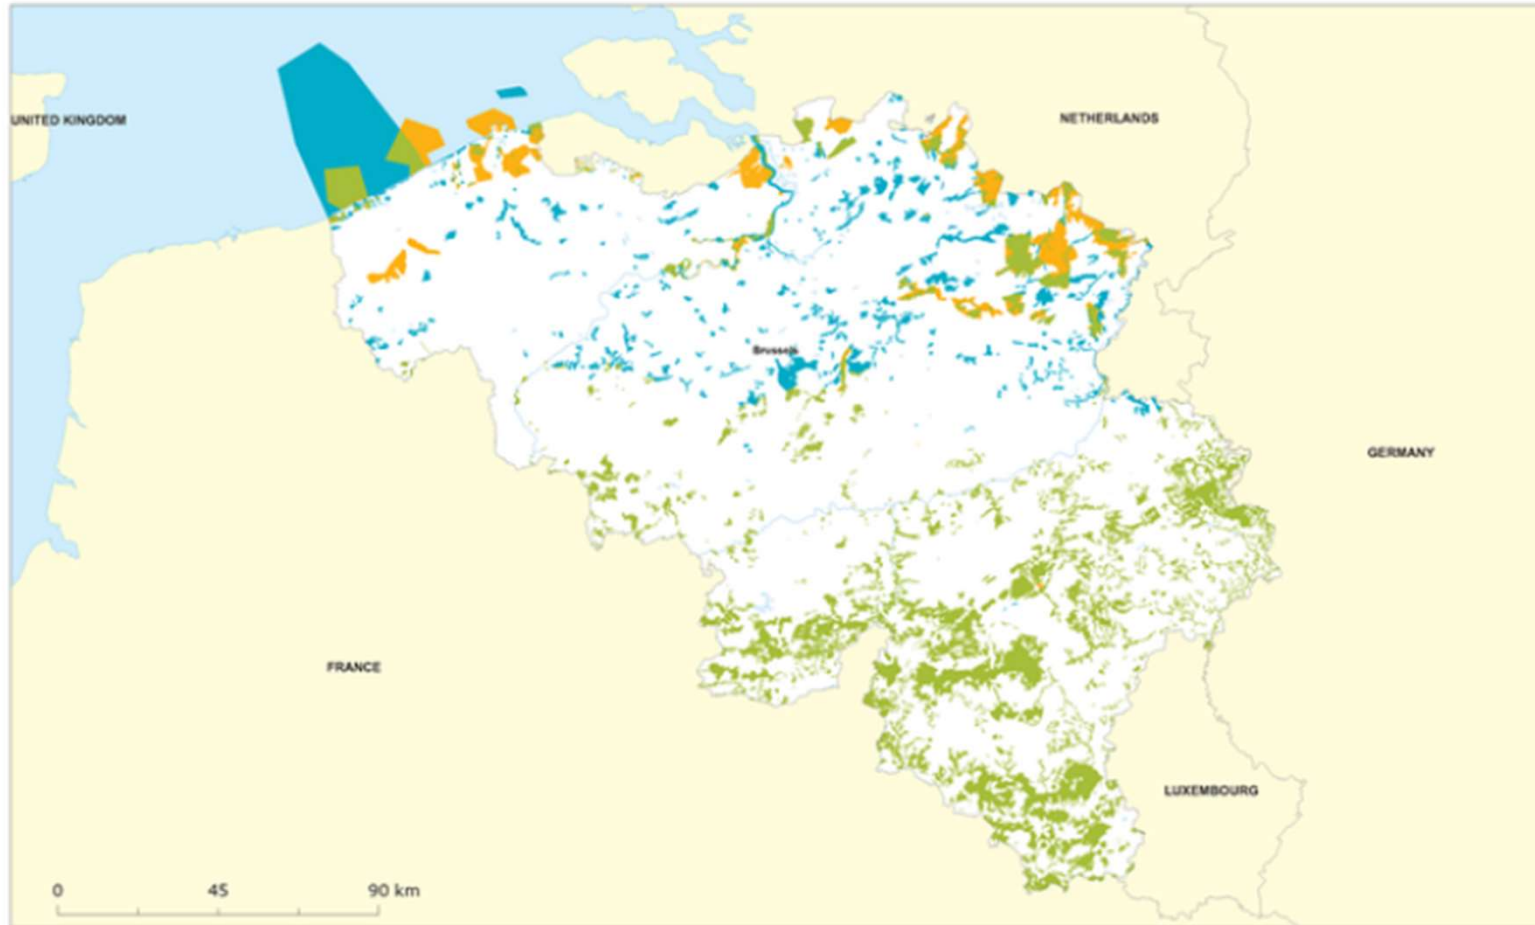 UNITED KINGDOM
NETHERLANDS
Brussels
GERMANY
FRANCE
LUXEMBOURG
0 45 90 km